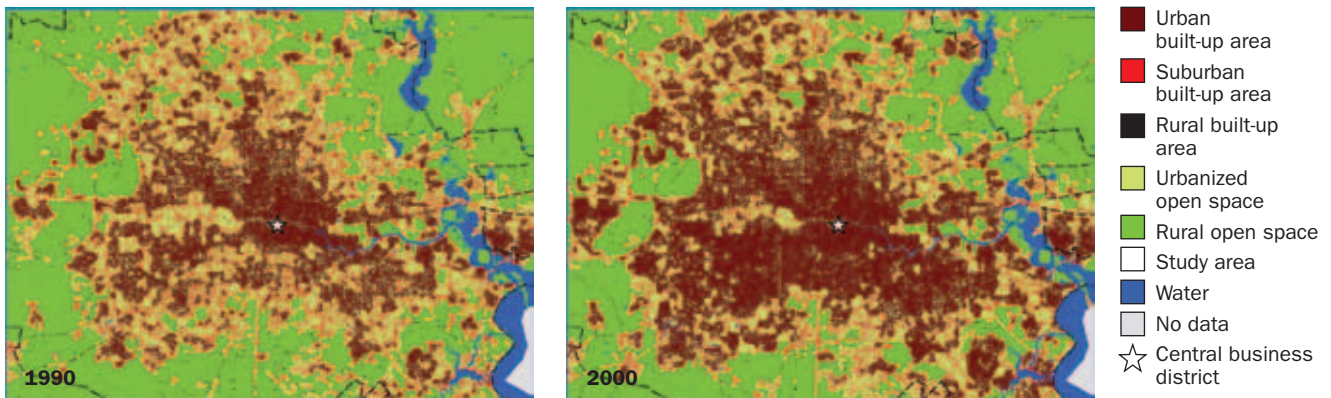 1990
2000
Urban
built-up area
Suburban
built-up area
Rural built-up
area
Urbanized
open space
Rural open space
Study area
Water
No data
Central business
district